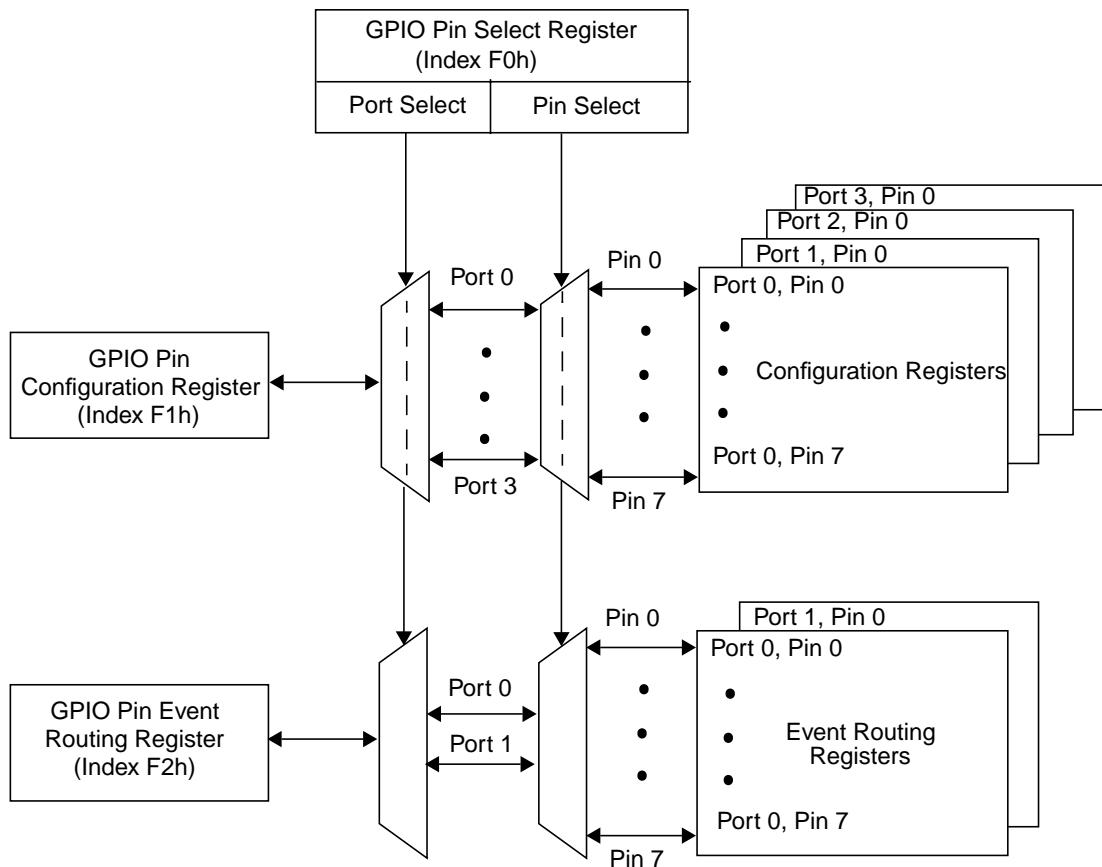 GPIO Pin Select Register
(Index F0h)
Port Select
Pin Select
Port 3, Pin 0
Port 2, Pin 0
Port 1, Pin 0
Port 0, Pin 0
Port 0
Pin 0
GPIO Pin
Configuration Register
(Index F1h)
Configuration Registers
Port 0, Pin 7
Port 3
Pin 7
Port 1, Pin 0
Pin 0
Port 0, Pin 0
Port 0
GPIO Pin Event
Routing Register
(Index F2h)
Port 1
Event Routing
Registers
Port 0, Pin 7
Pin 7